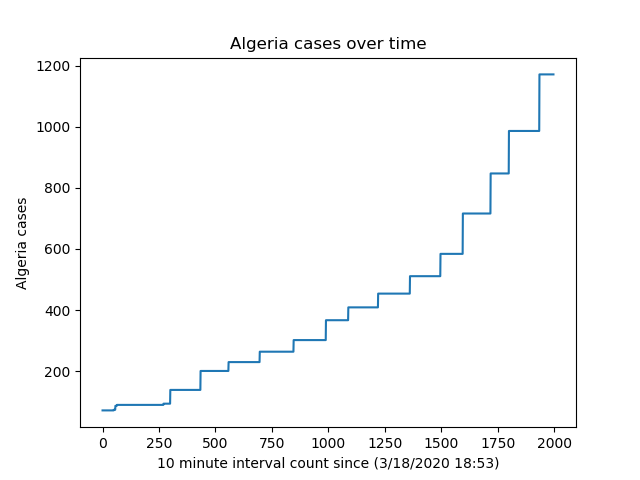 Algeria cases over time
1200
1000
800
600
400
200
Algeria cases
0 250 500 750 1000 1250 1500 1750 2000
10 minute interval count since (3/18/2020 18:53)